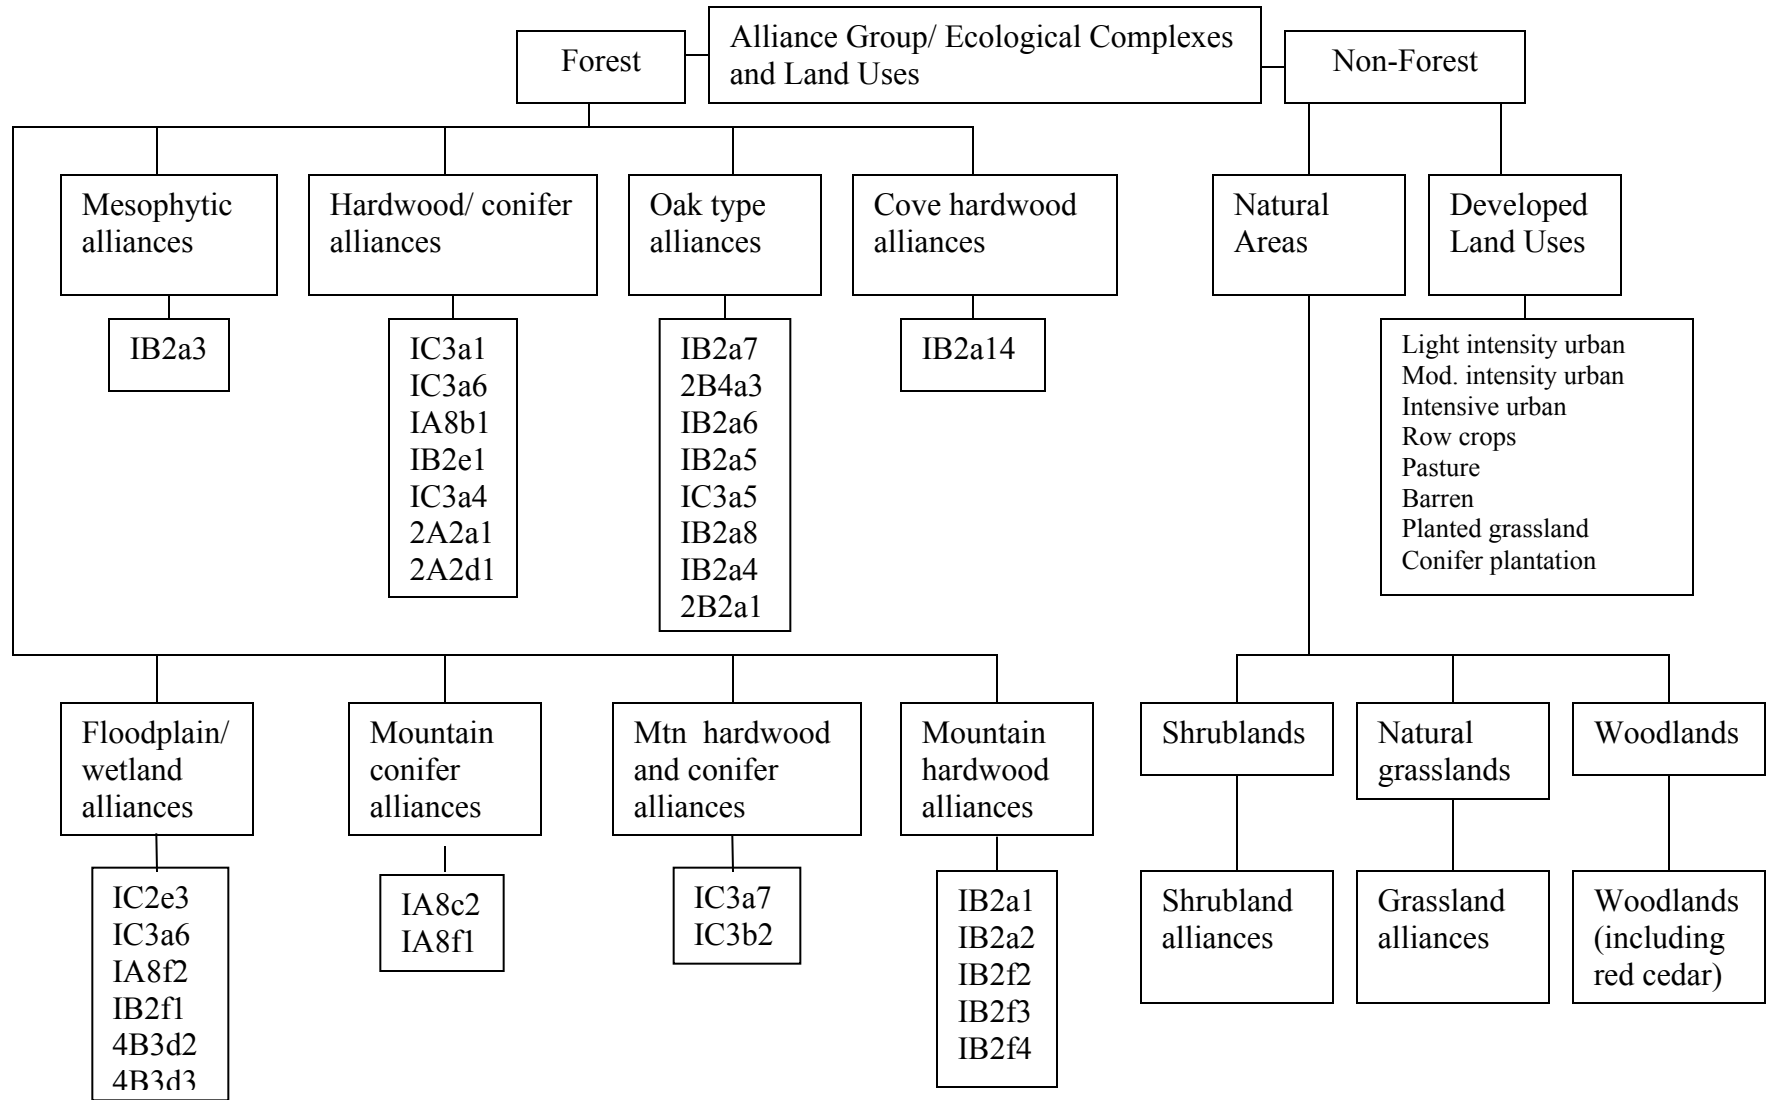 Forest
Alliance Group/ Ecological Complexes
and Land Uses
Non-Forest
Mesophytic
alliances
Hardwood/ conifer
alliances
Oak type
alliances
Cove hardwood
alliances
Natural
Areas
Developed
Land Uses
IB2a3
IC3a1
IC3a6
IA8b1
IB2e1
IC3a4
2A2a1
2A2d1
IB2a7
2B4a3
IB2a6
IB2a5
IC3a5
IB2a8
IB2a4
2B2a1
IB2a14
Light intensity urban
Mod. intensity urban
Intensive urban
Row crops
Pasture
Barren
Planted grassland
Conifer plantation
Floodplain/
wetland
alliances
Mountain
conifer
alliances
Mtn hardwood
and conifer
alliances
Mountain
hardwood
alliances
Shrublands
Natural
grasslands
Woodlands
IC2e3
IC3a6
IA8f2
IB2f1
4B3d2
4B3d3
IA8c2
IA8f1
IC3a7
IC3b2
IB2a1
IB2a2
IB2f2
IB2f3
IB2f4
Shrubland
alliances
Grassland
alliances
Woodlands
(including
red cedar)